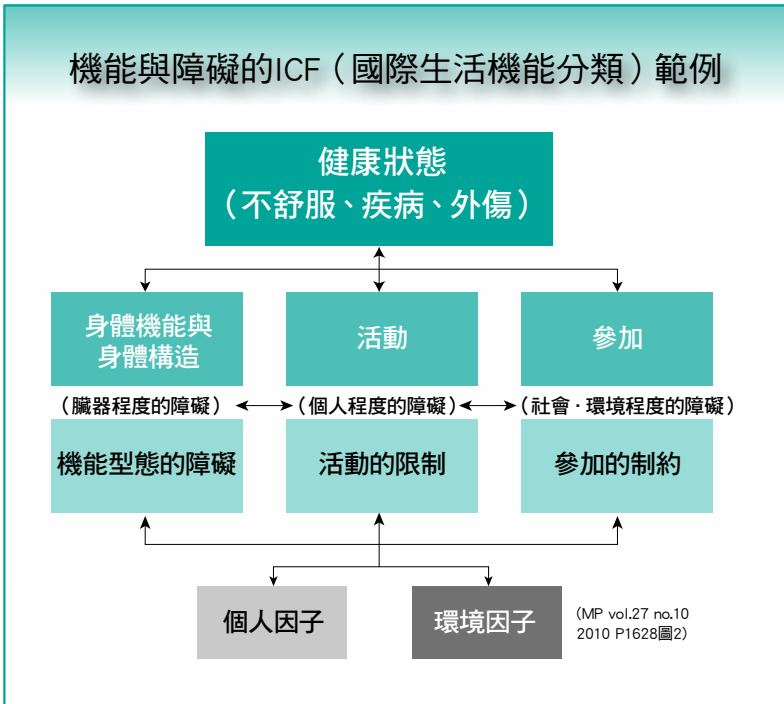 機能與障礙的ICF（國際生活機能分類）範例
健康狀態
（不舒服、疾病、外傷）
身體機能與
身體構造
活動
參加
（臟器程度的障礙）
（個人程度的障礙）
（社會·環境程度的障礙）
機能型態的障礙
活動的限制
參加的制約
個人因子
環境因子
(MP vol.27 no.10
2010 P1628圖2)